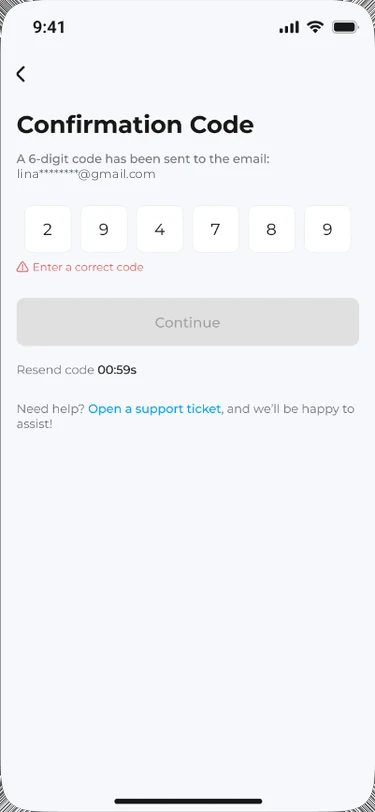 9:41
Confirmation Code
A 6-digit code has been sent to the email:
lina********@gmail.com
2 9 4 7 8 9
Enter a correct code
Continue
Resend code 00:59s
Need help? Open a support ticket, and we’ll be happy to
assist!